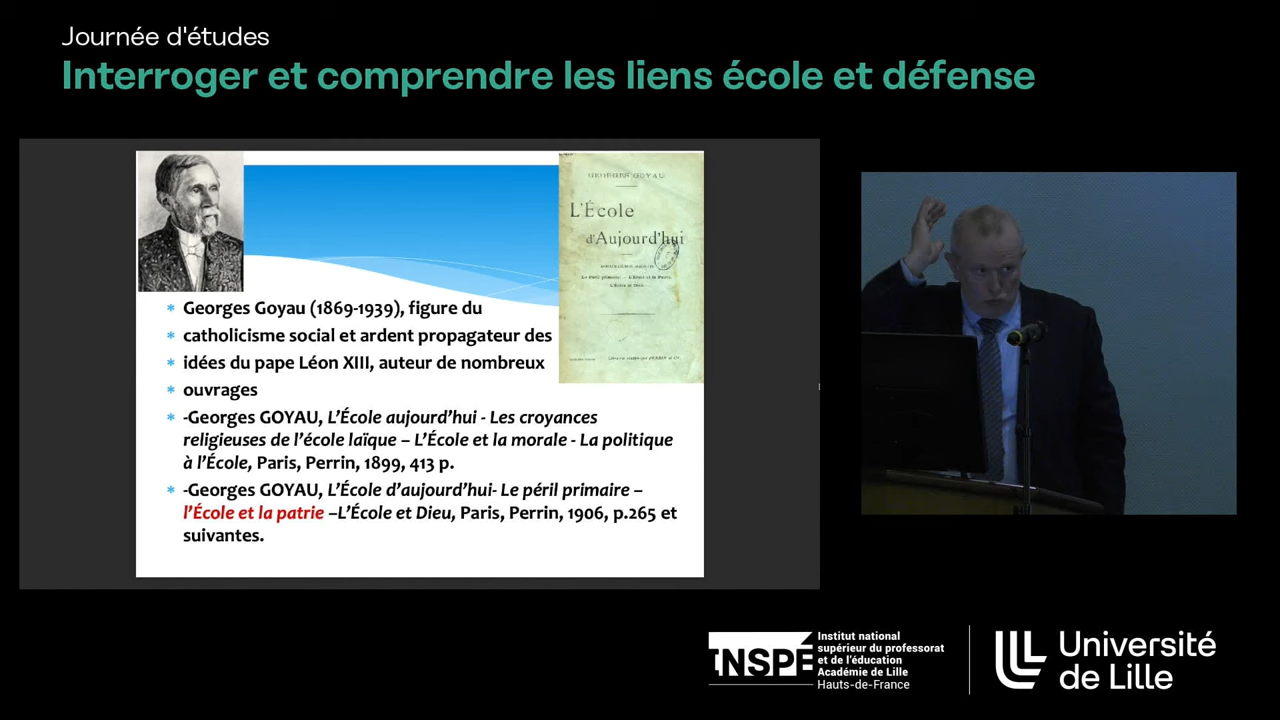 Journée d'études
Interroger et comprendre les liens école et défense
GEORGES GOYAU
L'École
d'Aujourd'hui
Georges Goyau (1869-1939), figure du
catholicisme social et ardent propagateur des
idées du pape Léon XIII, auteur de nombreux
ouvrages
-Georges GOYAU, L'École aujourd'hui - Les croyances
religieuses de l'école laïque – L'École et la morale - La politique
à l'École, Paris, Perrin, 1899, 413 p.
-Georges GOYAU, L'École d'aujourd'hui- Le péril primaire –
l'École et la patrie –L'École et Dieu, Paris, Perrin, 1906, p.265 et
suivantes.
INSPÉ
Institut national
supérieur du professorat
et de l'éducation
Académie de Lille
Hauts-de-France
Université
de Lille